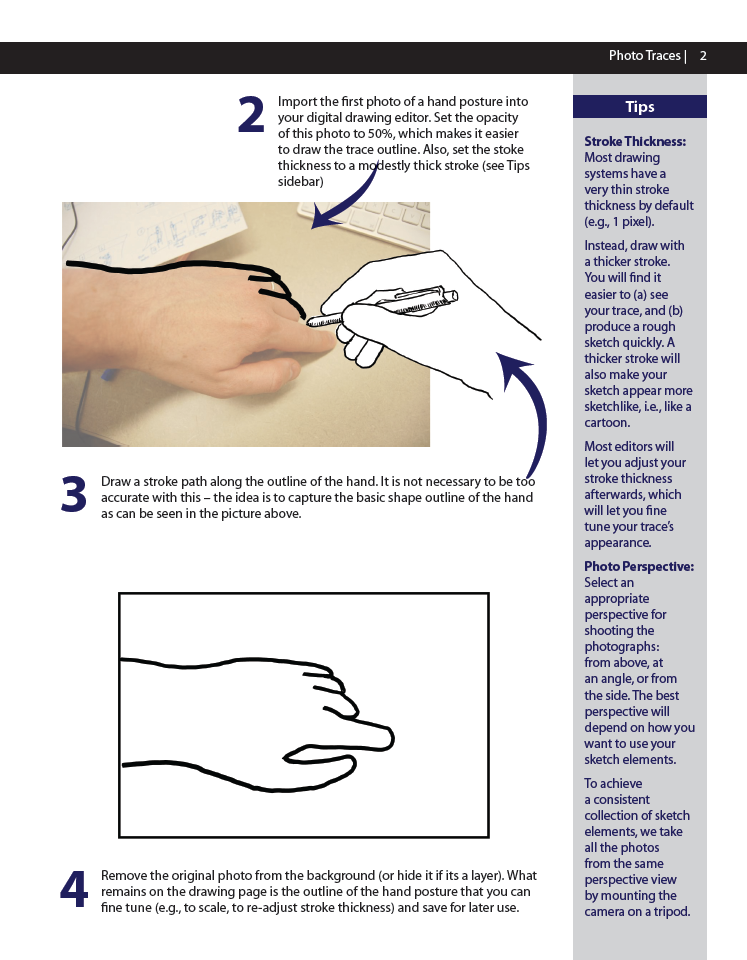 Photo Traces | 2
2
Import the first photo of a hand posture into
your digital drawing editor. Set the opacity
of this photo to 50%, which makes it easier
to draw the trace outline. Also, set the stoke
thickness to a modestly thick stroke (see Tips
sidebar)
3
Draw a stroke path along the outline of the hand. It is not necessary to be too
accurate with this – the idea is to capture the basic shape outline of the hand
as can be seen in the picture above.
4
Remove the original photo from the background (or hide it if its a layer). What
remains on the drawing page is the outline of the hand posture that you can
fine tune (e.g., to scale, to re-adjust stroke thickness) and save for later use.
Tips
Stroke Thickness:
Most drawing
systems have a
very thin stroke
thickness by default
(e.g., 1 pixel).
Instead, draw with
a thicker stroke.
You will find it
easier to (a) see
your trace, and (b)
produce a rough
sketch quickly. A
thicker stroke will
also make your
sketch appear more
sketchlike, i.e., like a
cartoon.
Most editors will
let you adjust your
stroke thickness
afterwards, which
will let you fine
tune your trace's
appearance.
Photo Perspective:
Select an
appropriate
perspective for
shooting the
photographs:
from above, at
an angle, or from
the side. The best
perspective will
depend on how you
want to use your
sketch elements.
To achieve
a consistent
collection of sketch
elements, we take
all the photos
from the same
perspective view
by mounting the
camera on a tripod.